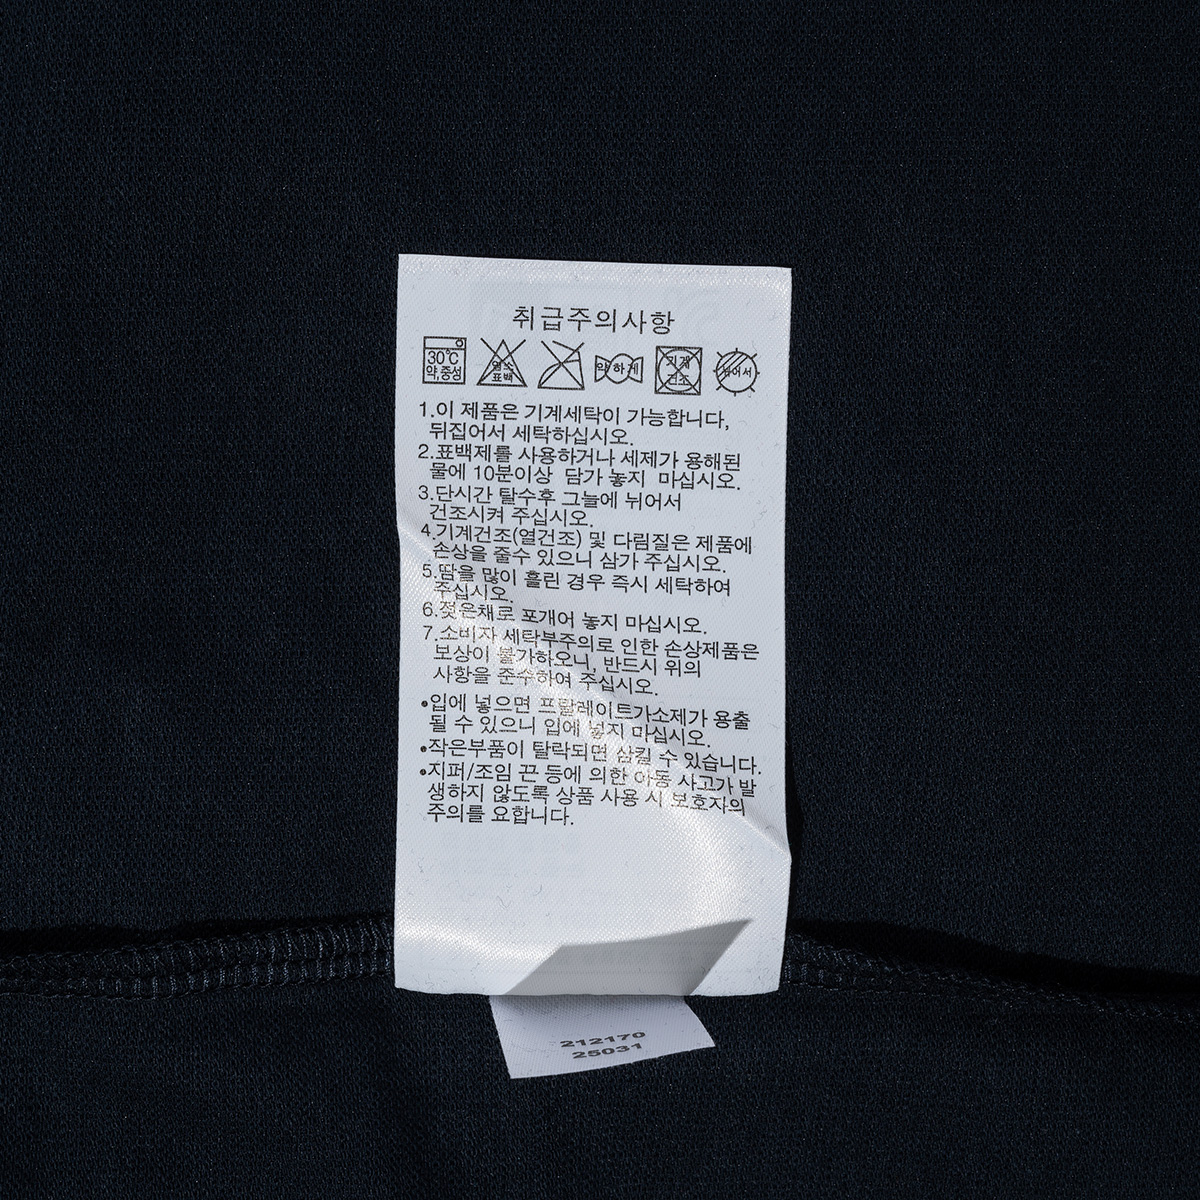 취급주의사항
30℃ 약,중성 염소 표백 약하게 기계 건조 뉘어서
1.이 제품은 기계세탁이 가능합니다,
뒤집어서 세탁하십시오.
2.표백제를 사용하거나 세제가 용해된
물에 10분이상 담가 놓지 마십시오.
3.단시간 탈수후 그늘에 뉘어서
건조시켜 주십시오.
4.기계건조(열건조) 및 다림질은 제품에
손상을 줄수 있으니 삼가 주십시오.
5.땀을 많이 흘린 경우 즉시 세탁하여
주십시오.
6.젖은채로 포개어 놓지 마십시오.
7.소비자 세탁부주의로 인한 손상제품은
보상이 불가하오니, 반드시 위의
사항을 준수하여 주십시오.
•입에 넣으면 프탈레이트가소제가 용출
될 수 있으니 입에 넣지 마십시오.
•작은부품이 탈락되면 삼킬 수 있습니다.
•지퍼/조임 끈 등에 의한 아동 사고가 발
생하지 않도록 상품 사용 시 보호자의
주의를 요합니다.
212170
25031